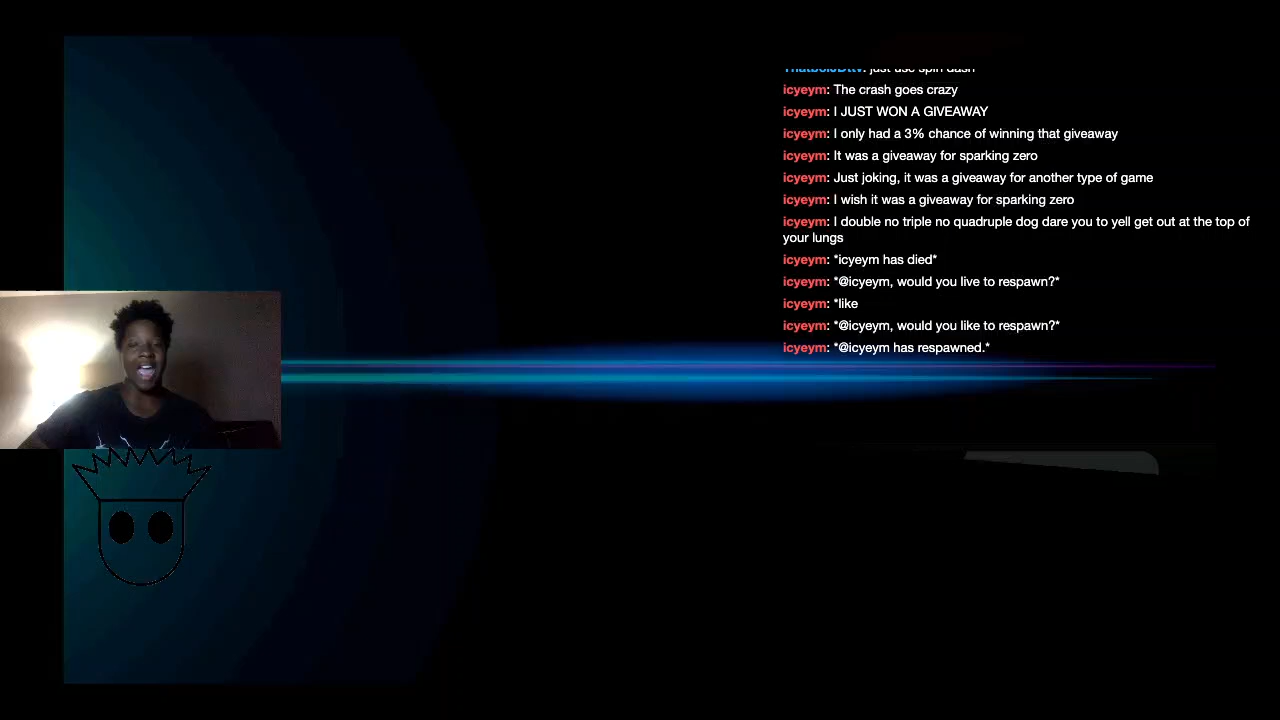 just use spin dash
icyeym: The crash goes crazy
icyeym: I JUST WON A GIVEAWAY
icyeym: I only had a 3% chance of winning that giveaway
icyeym: It was a giveaway for sparking zero
icyeym: Just joking, it was a giveaway for another type of game
icyeym: I wish it was a giveaway for sparking zero
icyeym: I double no triple no quadruple dog dare you to yell get out at the top of
your lungs
icyeym: *icyeym has died*
icyeym: *@icyeym, would you live to respawn?*
icyeym: *like
icyeym: *@icyeym, would you like to respawn?*
icyeym: *@icyeym has respawned.*